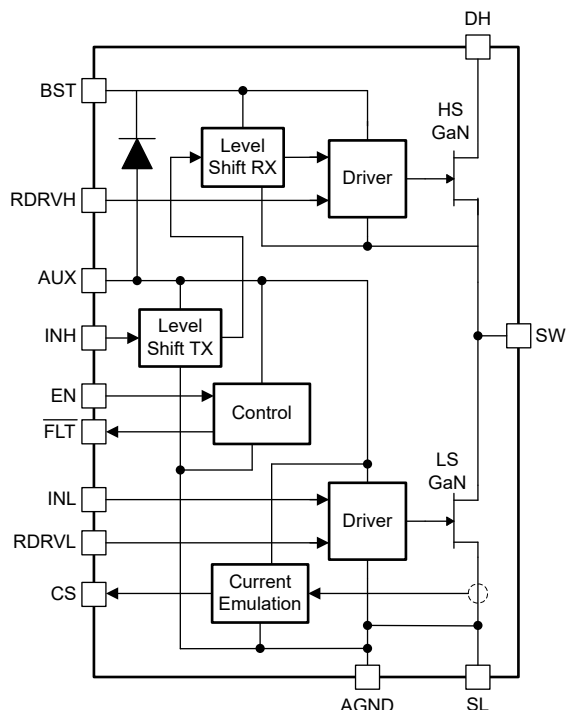 DH
BST
HS
GaN
Level
Shift RX
Driver
RDRVH
AUX
INH
Level
Shift TX
SW
EN
Control
FLT
LS
GaN
INL
Driver
RDRVL
CS
Current
Emulation
AGND
SL